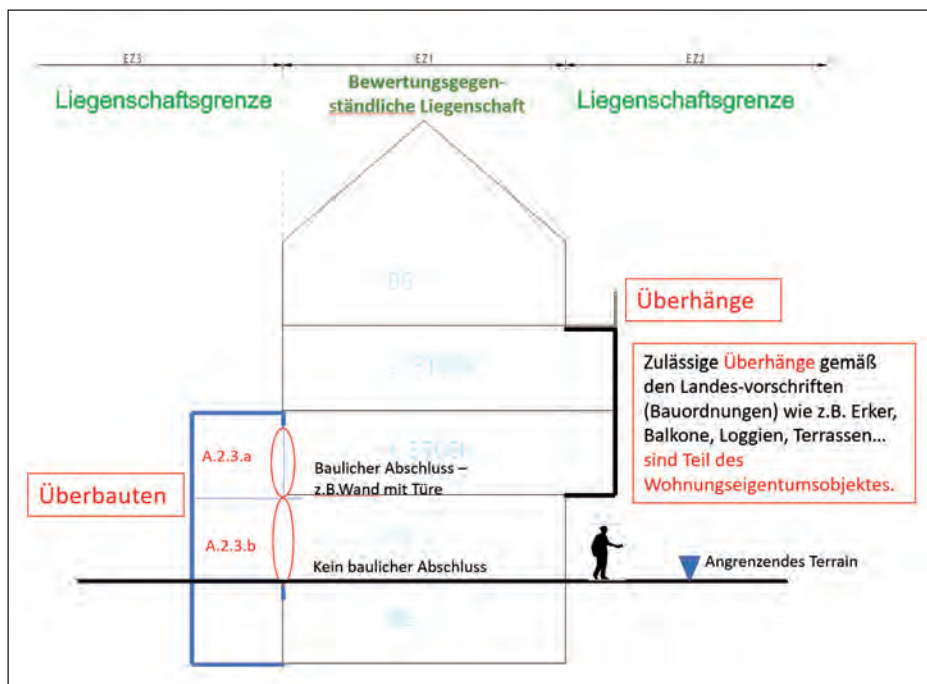 EZ3
EZ1
EZ2
Liegenschaftsgrenze
Bewertungsgegen-
ständliche Liegenschaft
Liegenschaftsgrenze
DG
Überhänge
Zulässige Überhänge gemäß
den Landes-vorschriften
(Bauordnungen) wie z.B. Erker,
Balkone, Loggien, Terrassen...
sind Teil des
Wohnungseigentumsobjektes.
A.2.3.a
Baulicher Abschluss –
z.B.Wand mit Türe
Überbauten
A.2.3.b
Kein baulicher Abschluss
Angrenzendes Terrain